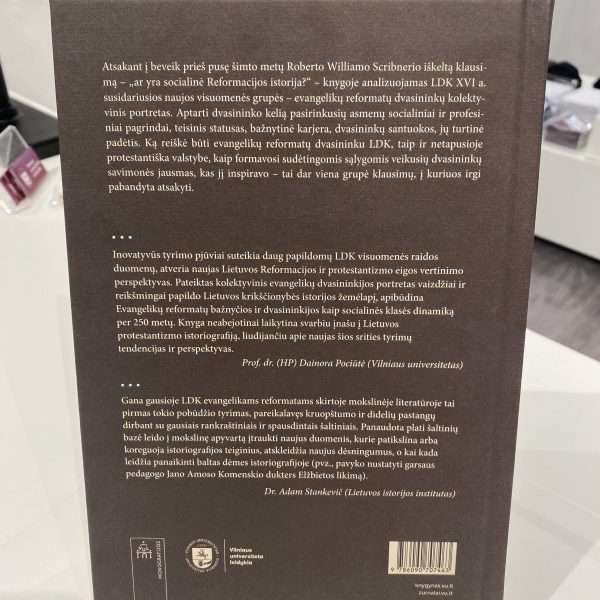 Atsakant į beveik prieš pusę šimto metų Roberto Williamo Scribnerio iškeltą klausi-
mą – „ar yra socialinė Reformacijos istorija?“ – knygoje analizuojamas LDK XVI a.
susidariusios naujos visuomenės grupės – evangelikų reformatų dvasininkų kolekty-
vinis portretas. Aptarti dvasininko kelią pasirinkusių asmenų socialiniai ir profesi-
niai pagrindai, teisinis statusas, bažnytinė karjera, dvasininkų santuokos, jų turtinė
padėtis. Ką reiškė būti evangelikų reformatų dvasininku LDK, taip ir netapusioje
protestantiška valstybe, kaip formavosi sudėtingomis sąlygomis veikusių dvasininkų
savimonės jausmas, kas jį inspiravo – tai dar viena grupė klausimų, į kuriuos irgi
pabandyta atsakyti.
...
Inovatyvūs tyrimo pjūviai suteikia daug papildomų LDK visuomenės raidos
duomenų, atveria naujas Lietuvos Reformacijos ir protestantizmo eigos vertinimo
perspektyvas. Pateiktas kolektyvinis evangelikų dvasininkijos portretas vaizdžiai ir
reikšmingai papildo Lietuvos krikščionybės istorijos žemėlapį, apibūdina
Evangelikų reformatų bažnyčios ir dvasininkijos kaip socialinės klasės dinamiką
per 250 metų. Knyga neabejotinai laikytina svarbiu įnašu į Lietuvos
protestantizmo istoriografiją, liudijančiu apie naujas šios srities tyrimų
tendencijas ir perspektyvas.
Prof. dr. (HP) Dainora Pociūtė (Vilniaus universitetas)
...
Gana gausioje LDK evangelikams reformatams skirtoje mokslinėje literatūroje tai
pirmas tokio pobūdžio tyrimas, pareikalavęs kruopštumo ir didelių pastangų
dirbant su gausiais rankraštiniais ir spausdintais šaltiniais. Panaudota plati šaltinių
bazė leido į mokslinę apyvartą įtraukti naujus duomenis, kurie patikslina arba
koreguoja istoriografijos teiginius, atskleidžia naujus dėsningumus, o kai kada
leidžia panaikinti baltas dėmes istoriografijoje (pvz., pavyko nustatyti garsaus
pedagogo Jano Amoso Komenskio dukters Elžbietos likimą).
Dr. Adam Stankevič (Lietuvos istorijos institutas)
MONOGRAFIJOS
Vilniaus
universiteto
leidykla
9 786090 707463
knygynas.vu.lt
zurnalai.vu.lt